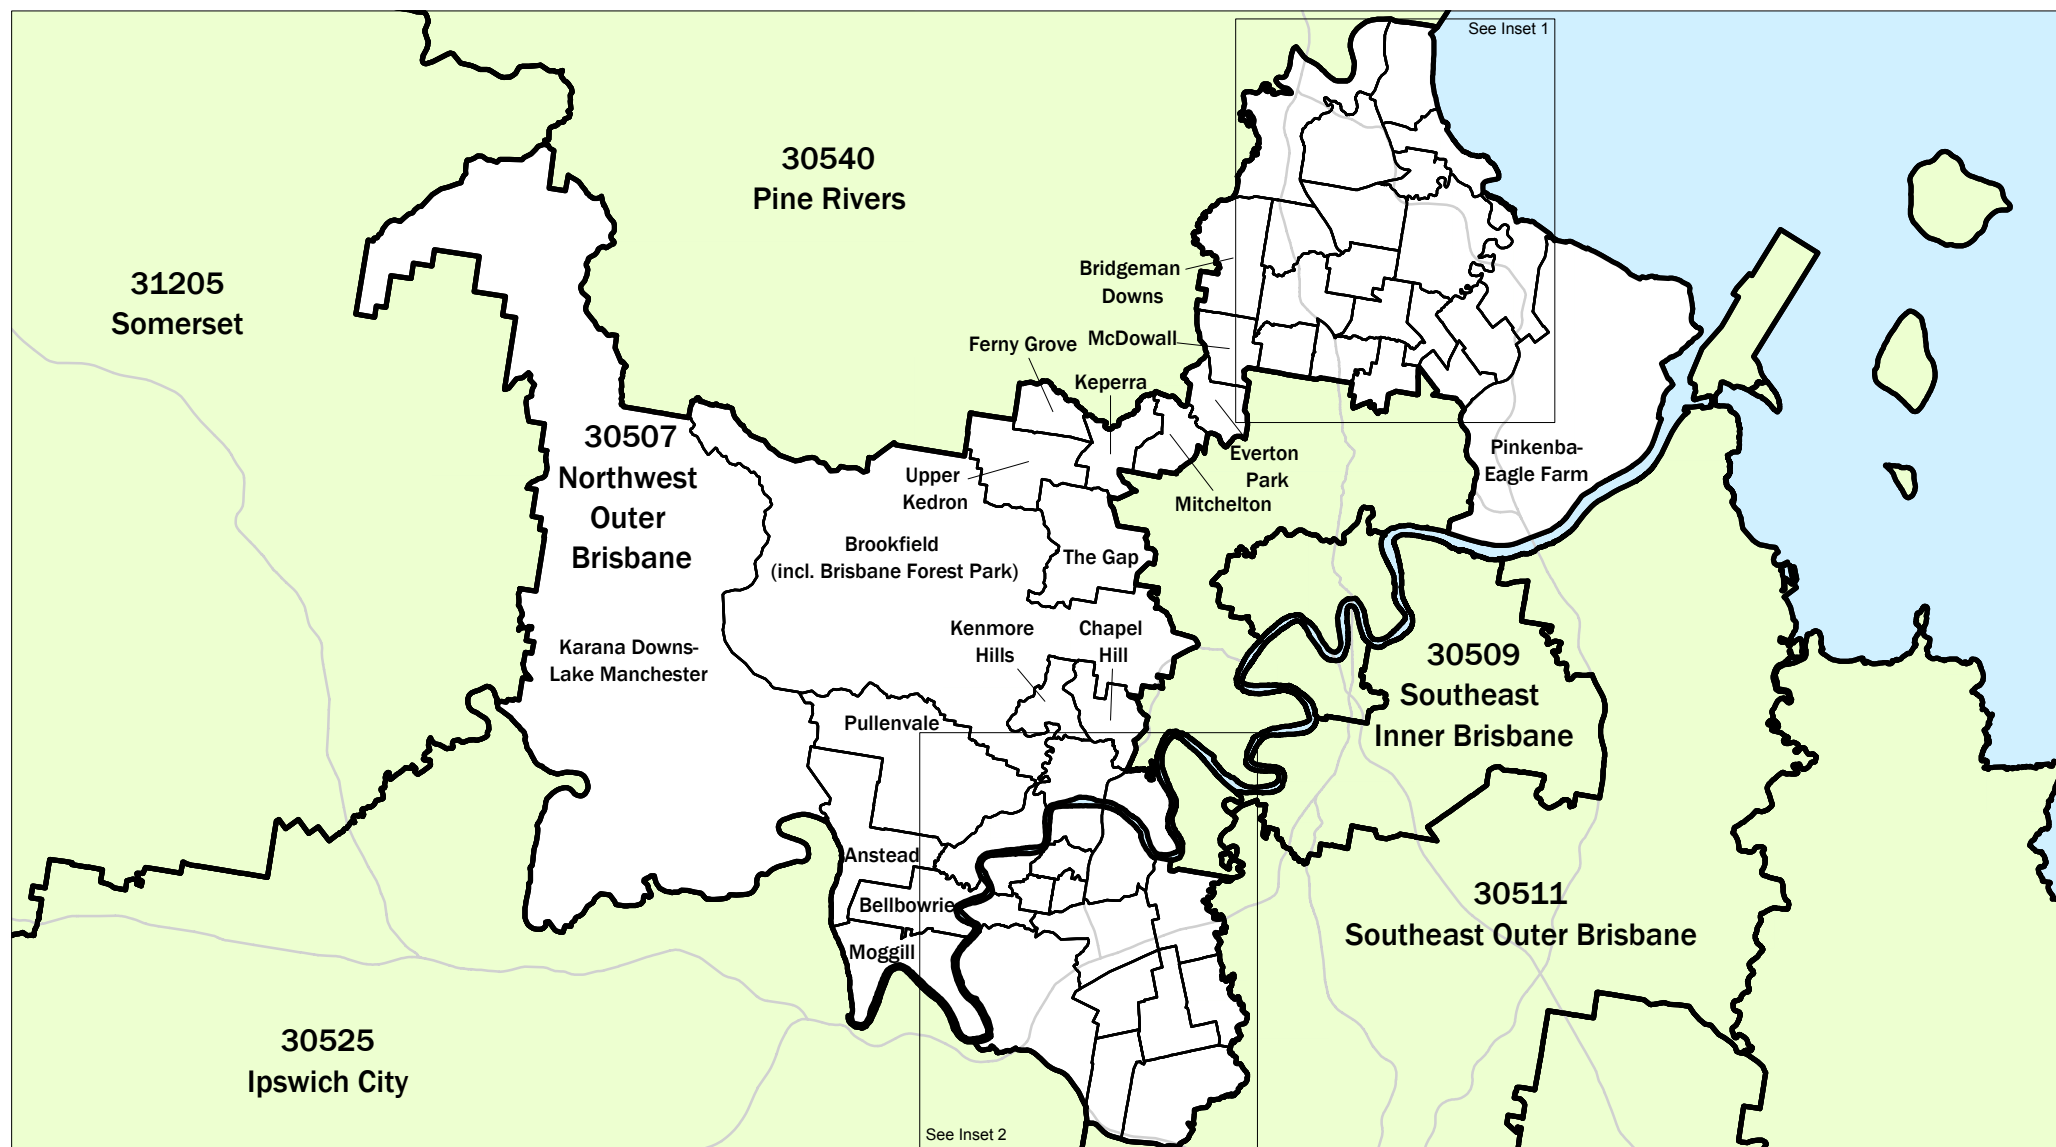 See Inset 1
30540
Pine Rivers
31205
Somerset
Bridgeman
Downs
McDowall
Ferny Grove
Keperra
30507
Northwest
Outer
Brisbane
Upper
Kedron
Everton
Park
Mitchelton
Pinkenba-
Eagle Farm
Brookfield
(incl. Brisbane Forest Park)
The Gap
Karana Downs-
Lake Manchester
Kenmore
Hills
Chapel
Hill
30509
Southeast
Inner Brisbane
Pullenvale
Anstead
Bellbowrie
Moggill
30511
Southeast Outer Brisbane
30525
Ipswich City
See Inset 2